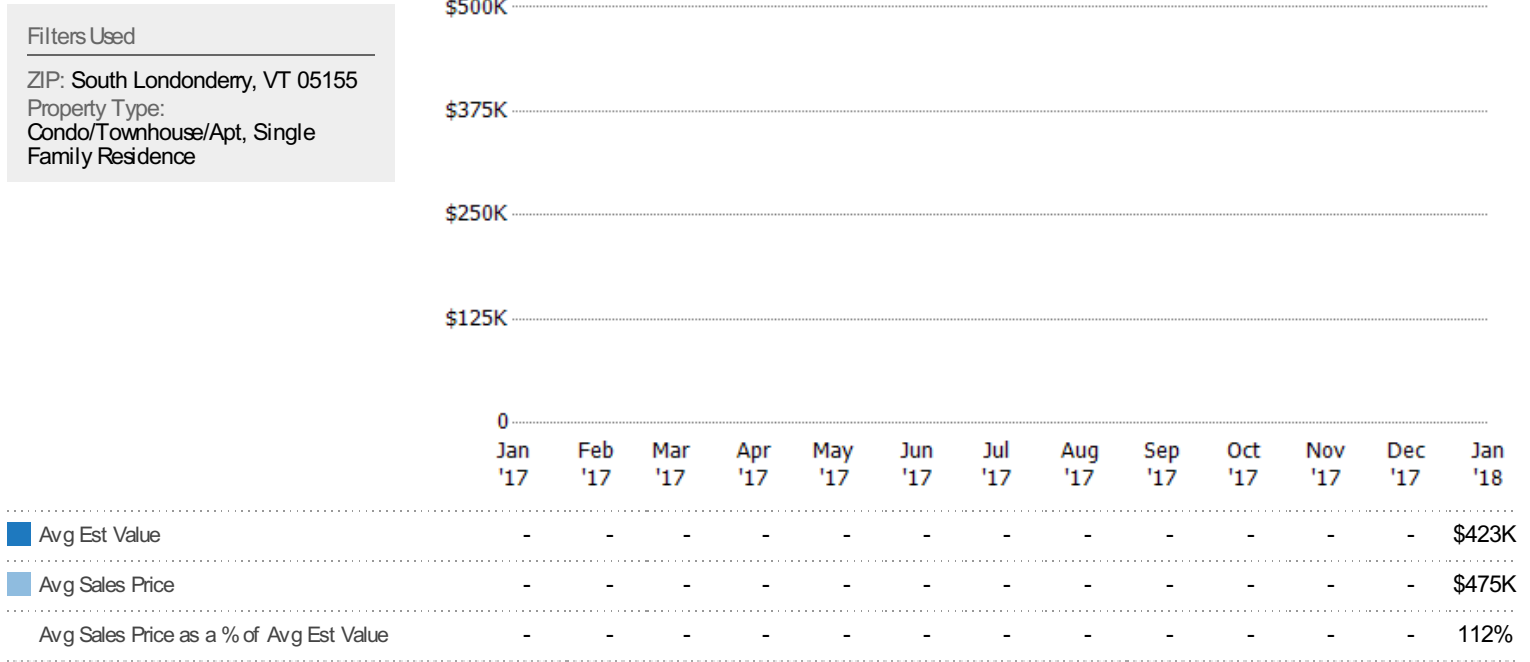 Filters Used
ZIP: South Londonderry, VT 05155
Property Type:
Condo/Townhouse/Apt, Single
Family Residence
$500K
$375K
$250K
$125K
0
Jan Feb Mar Apr May Jun Jul Aug Sep Oct Nov Dec Jan
'17 '17 '17 '17 '17 '17 '17 '17 '17 '17 '17 '17 '18
Avg Est Value - - - - - - - - - - - - $423K
Avg Sales Price - - - - - - - - - - - - $475K
Avg Sales Price as a % of Avg Est Value - - - - - - - - - - - - 112%